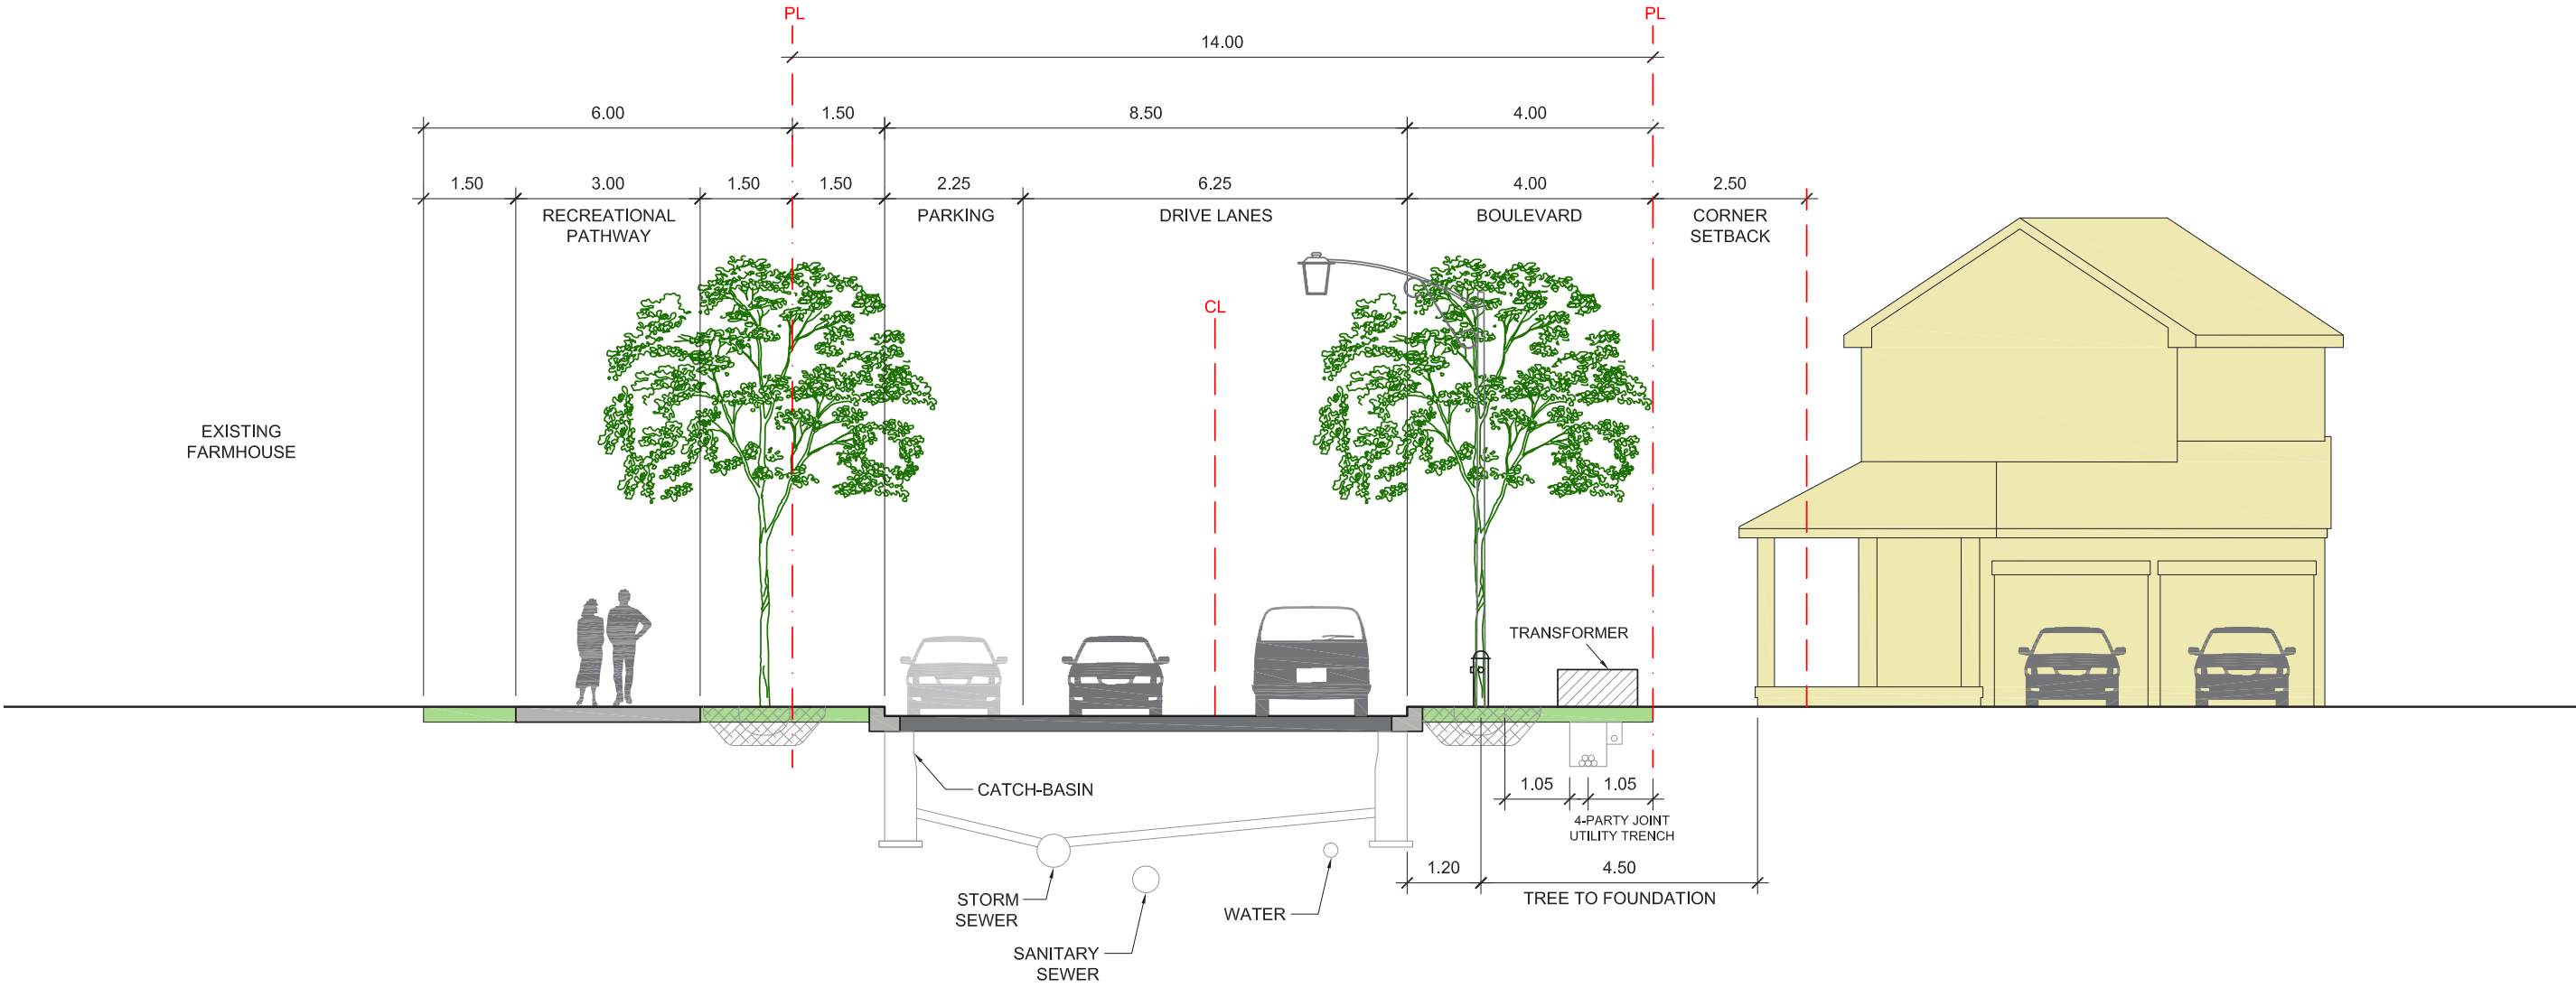 PL
PL
14.00
6.00
1.50
8.50
4.00
1.50
3.00
1.50
1.50
2.25
6.25
4.00
2.50
RECREATIONAL
PATHWAY
PARKING
DRIVE LANES
BOULEVARD
CORNER
SETBACK
CL
EXISTING
FARMHOUSE
TRANSFORMER
CATCH-BASIN
1.05
1.05
4-PARTY JOINT
UTILITY TRENCH
1.20
4.50
TREE TO FOUNDATION
STORM
SEWER
WATER
SANITARY
SEWER